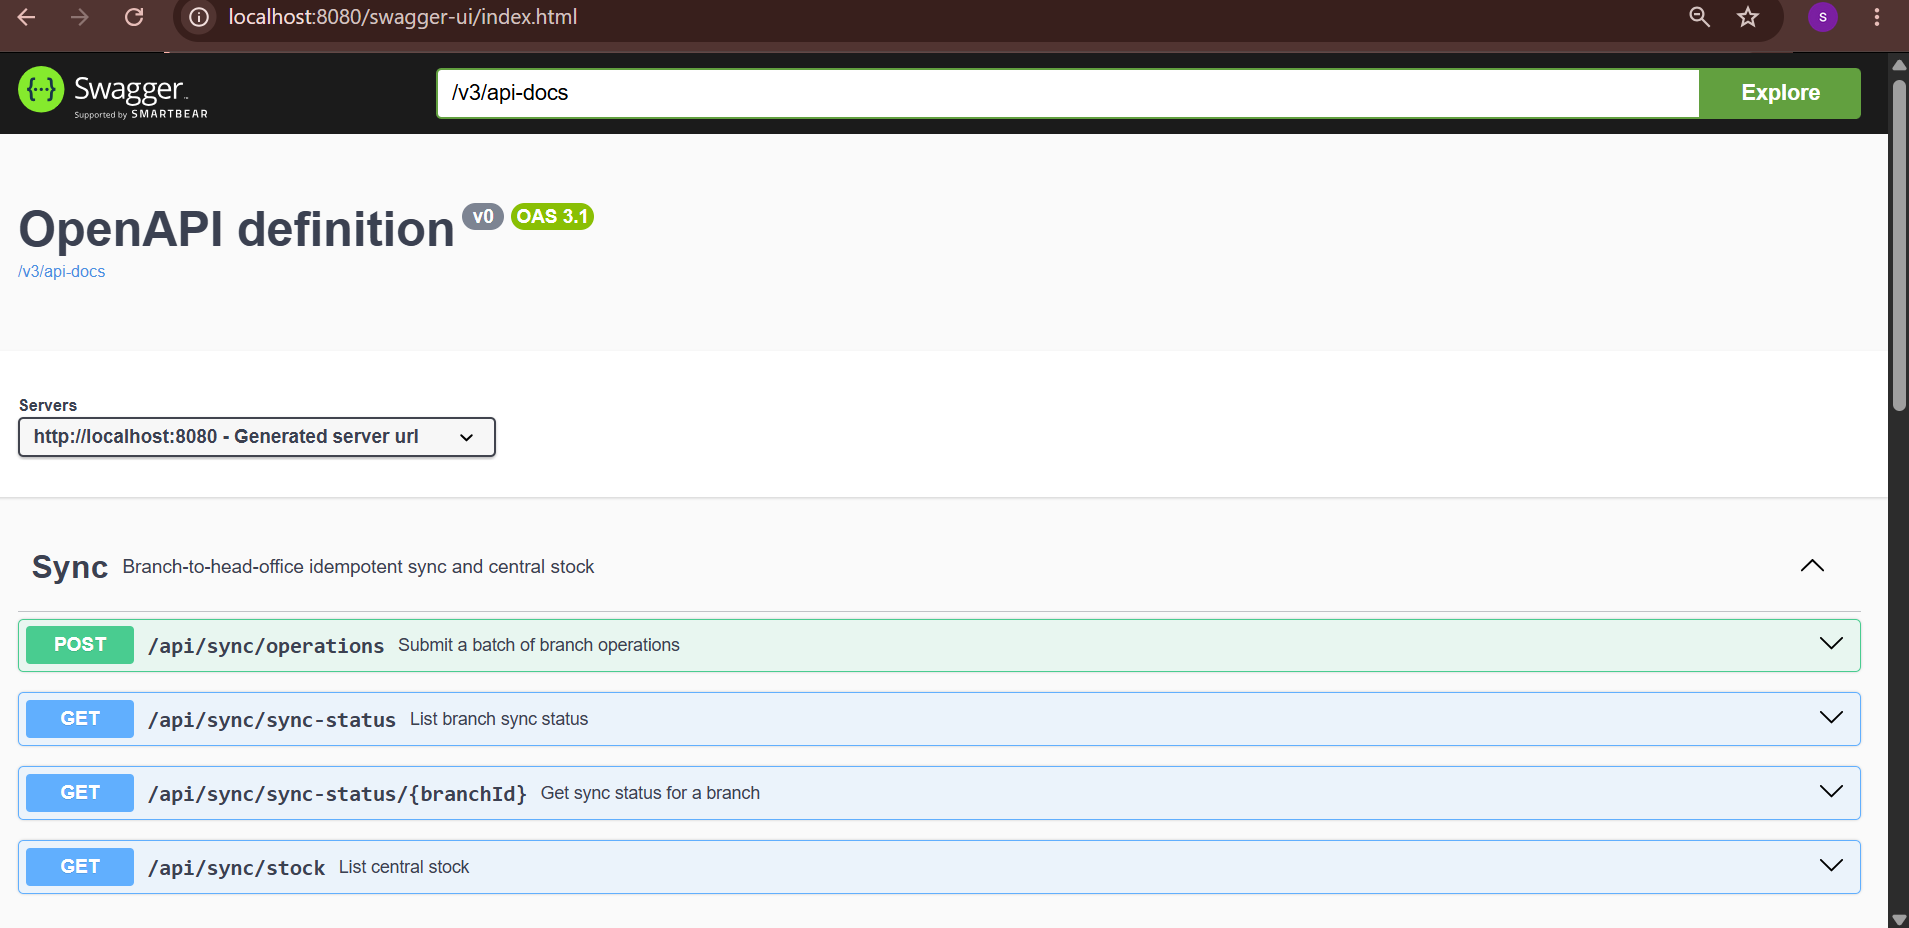 localhost:8080/swagger-ui/index.html
S
{···} Swagger™
Supported by SMARTBEAR
/v3/api-docs
Explore
OpenAPI definition v0 OAS 3.1
/v3/api-docs
Servers
http://localhost:8080 - Generated server url
Sync Branch-to-head-office idempotent sync and central stock
POST /api/sync/operations Submit a batch of branch operations
GET /api/sync/sync-status List branch sync status
GET /api/sync/sync-status/{branchId} Get sync status for a branch
GET /api/sync/stock List central stock